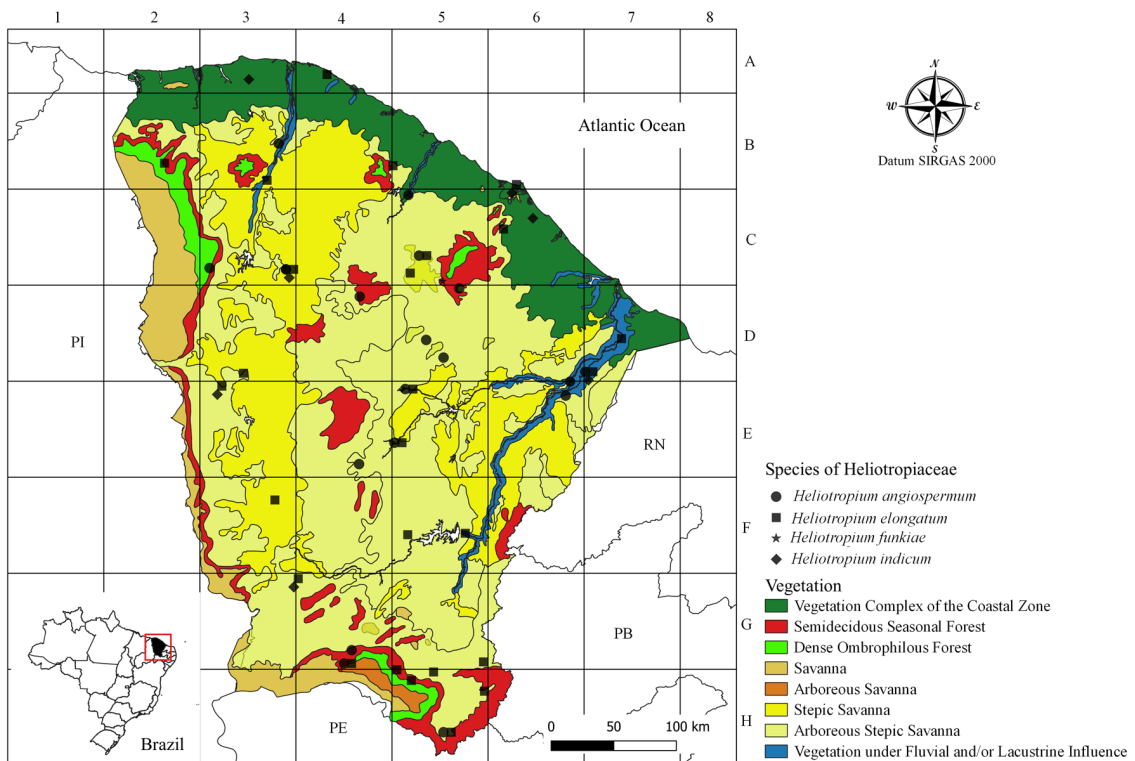 1 2 3 4 5 6 7 8
A
B
C
D
E
F
G
H
N
W E
S
Datum SIRGAS 2000
Atlantic Ocean
PI
RN
PB
PE
Brazil
0 50 100 km
Species of Heliotropiaceae
Heliotropium angiospermum
Heliotropium elongatum
Heliotropium funkiae
Heliotropium indicum
Vegetation
Vegetation Complex of the Coastal Zone
Semidecidous Seasonal Forest
Dense Ombrophilous Forest
Savanna
Arboreous Savanna
Stepic Savanna
Arboreous Stepic Savanna
Vegetation under Fluvial and/or Lacustrine Influence